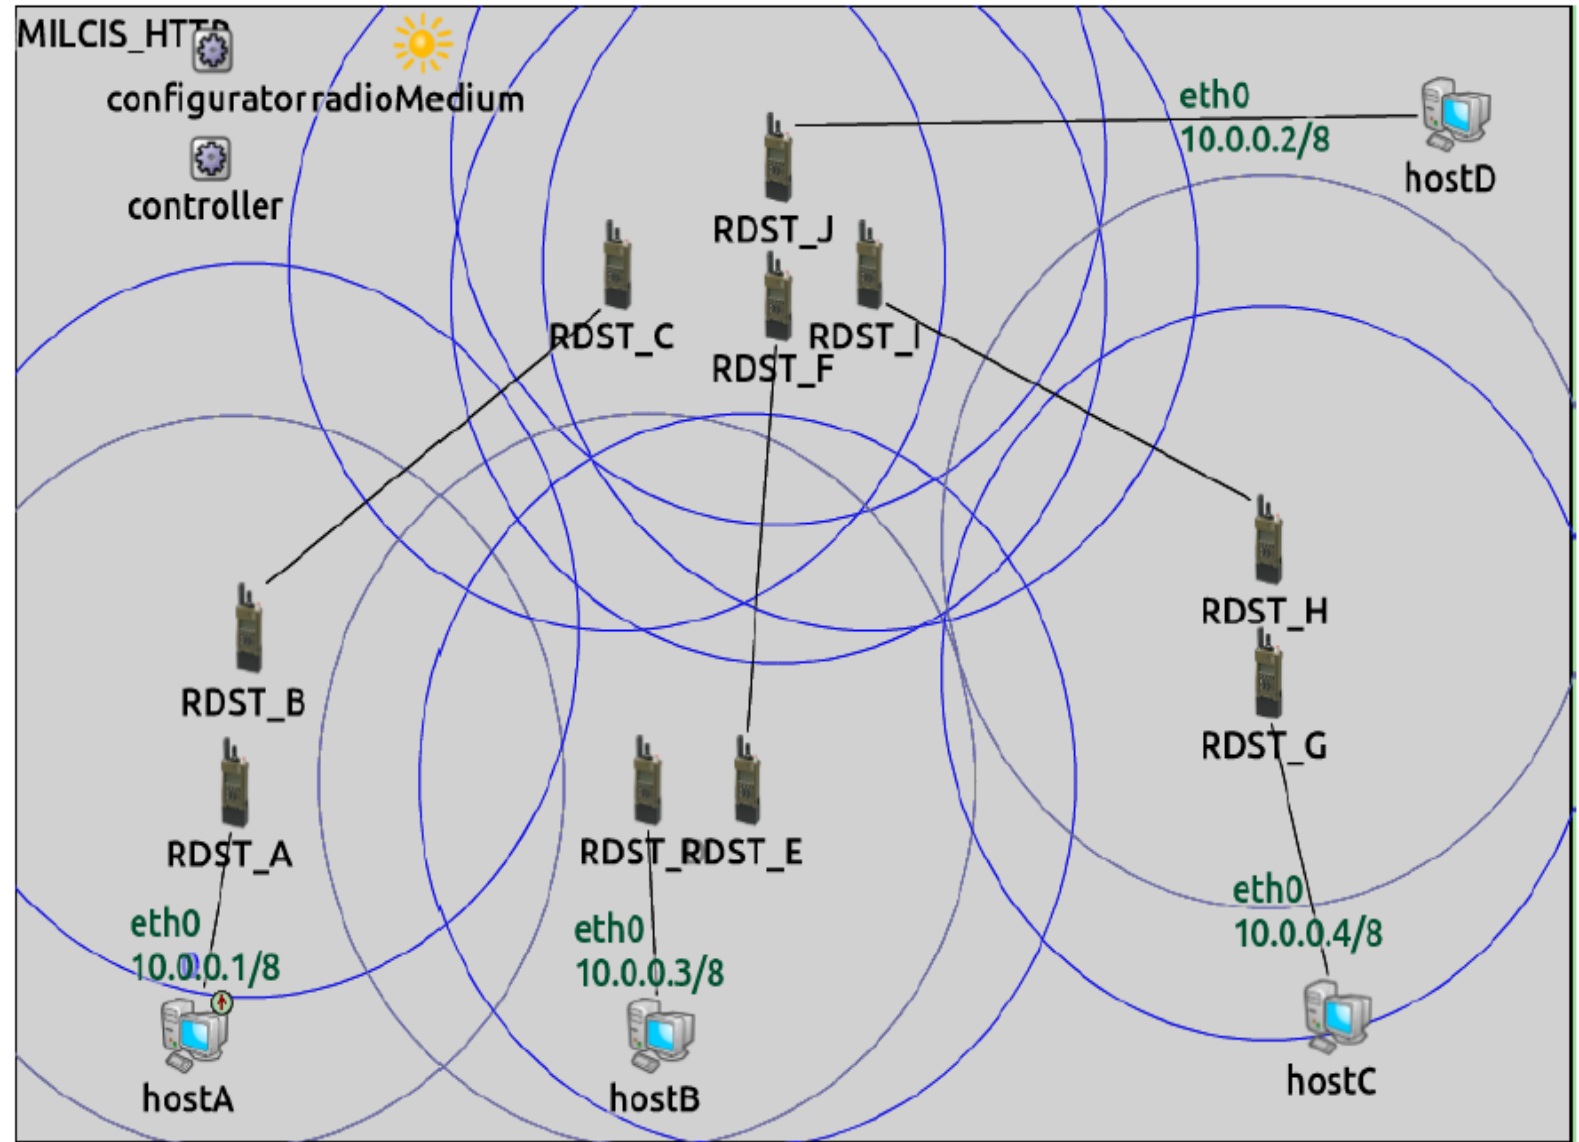 MILCIS_HTTP
configurator
radioMedium
controller
eth0
10.0.0.2/8
hostD
RDST_J
RDST_C
RDST_I
RDST_F
RDST_H
RDST_B
RDST_G
RDST_A
RDST_
RDST_E
eth0
10.0.0.1/8
eth0
10.0.0.3/8
eth0
10.0.0.4/8
hostA
hostB
hostC